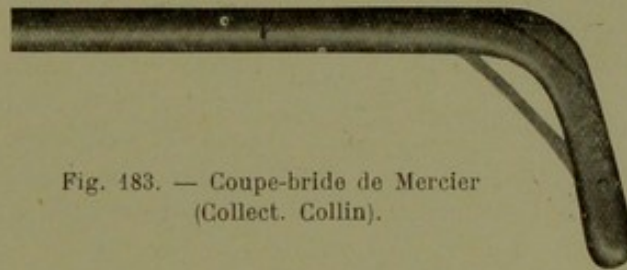 Fig. 183. — Coupe-bride de Mercier
(Collect. Collin).